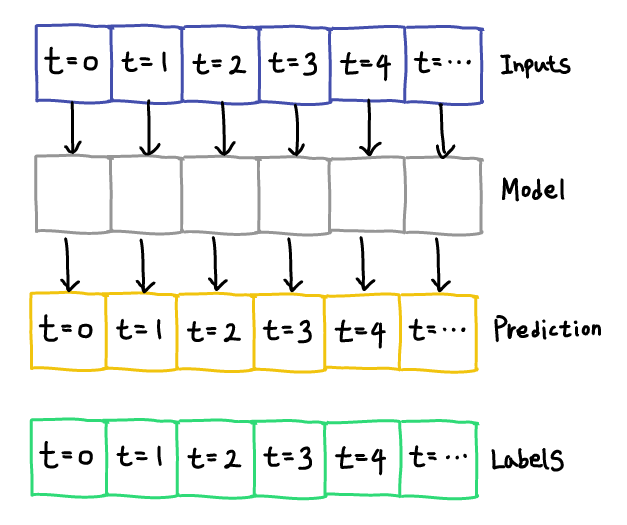 t=0 t=1 t=2 t=3 t=4 t=... Inputs
Model
t=0 t=1 t=2 t=3 t=4 t=... Prediction
t=0 t=1 t=2 t=3 t=4 t=... Labels